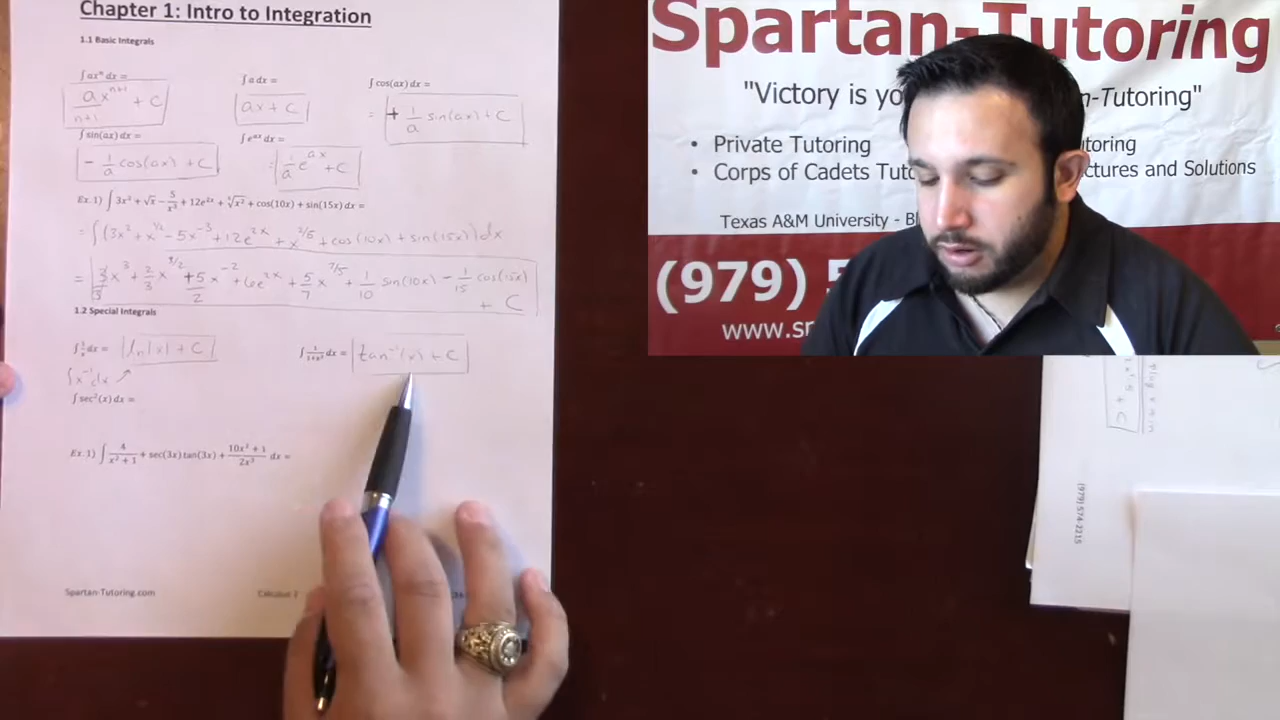 Chapter 1: Intro to Integration
1.1 Basic Integrals
∫ax^n dx =
ax^(n+1)/(n+1) + C
∫a dx =
ax + C
∫cos(ax) dx =
= + 1/a sin(ax) + C
∫sin(ax) dx =
- 1/a cos(ax) + C
∫e^(ax) dx =
= 1/a e^(ax) + C
Ex. 1) ∫3x² + √x - 5/x³ + 12e^(2x) + ⁵√x² + cos(10x) + sin(15x) dx =
= ∫(3x² + x^(1/2) - 5x^(-3) + 12e^(2x) + x^(2/5) + cos(10x) + sin(15x))dx
= 3/3 x³ + 2/3 x^(3/2) + 5/2 x^(-2) + 6e^(2x) + 5/7 x^(7/5) + 1/10 sin(10x) - 1/15 cos(15x)
+ C
1.2 Special Integrals
∫1/x dx = ln|x| + C
∫1/(1+x²) dx = tan^(-1)(x) + C
∫x^(-1)dx
∫sec²(x) dx =
Ex. 1) ∫4/(x²+1) + sec(3x) tan(3x) + (10x²+1)/(2x³) dx =
Spartan-Tutoring.com
Calculus 2
Spartan-Tutoring
"Victory is
n-Tutoring"
• Private Tutoring
utoring
• Corps of Cadets
ctures and Solutions
Texas A&M University -
(979)
www.sp
+ C
(979) 574-2215